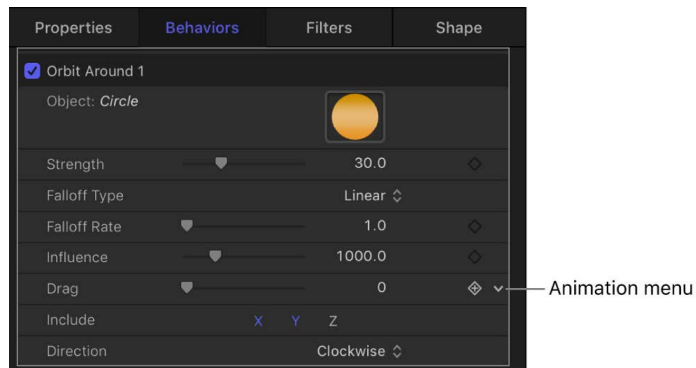 Properties Behaviors Filters Shape
Orbit Around 1
Object: Circle
Strength 30.0
Falloff Type Linear
Falloff Rate 1.0
Influence 1000.0
Drag 0 Animation menu
Include X Y Z
Direction Clockwise